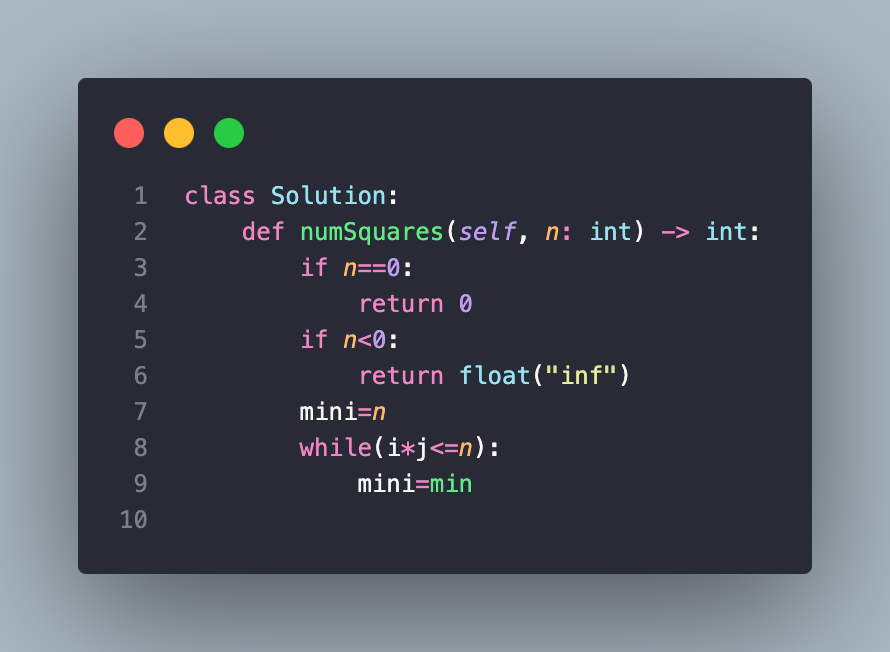 1 class Solution:
2 def numSquares(self, n: int) -> int:
3 if n==0:
4 return 0
5 if n<0:
6 return float("inf")
7 mini=n
8 while(i*j<=n):
9 mini=min
10